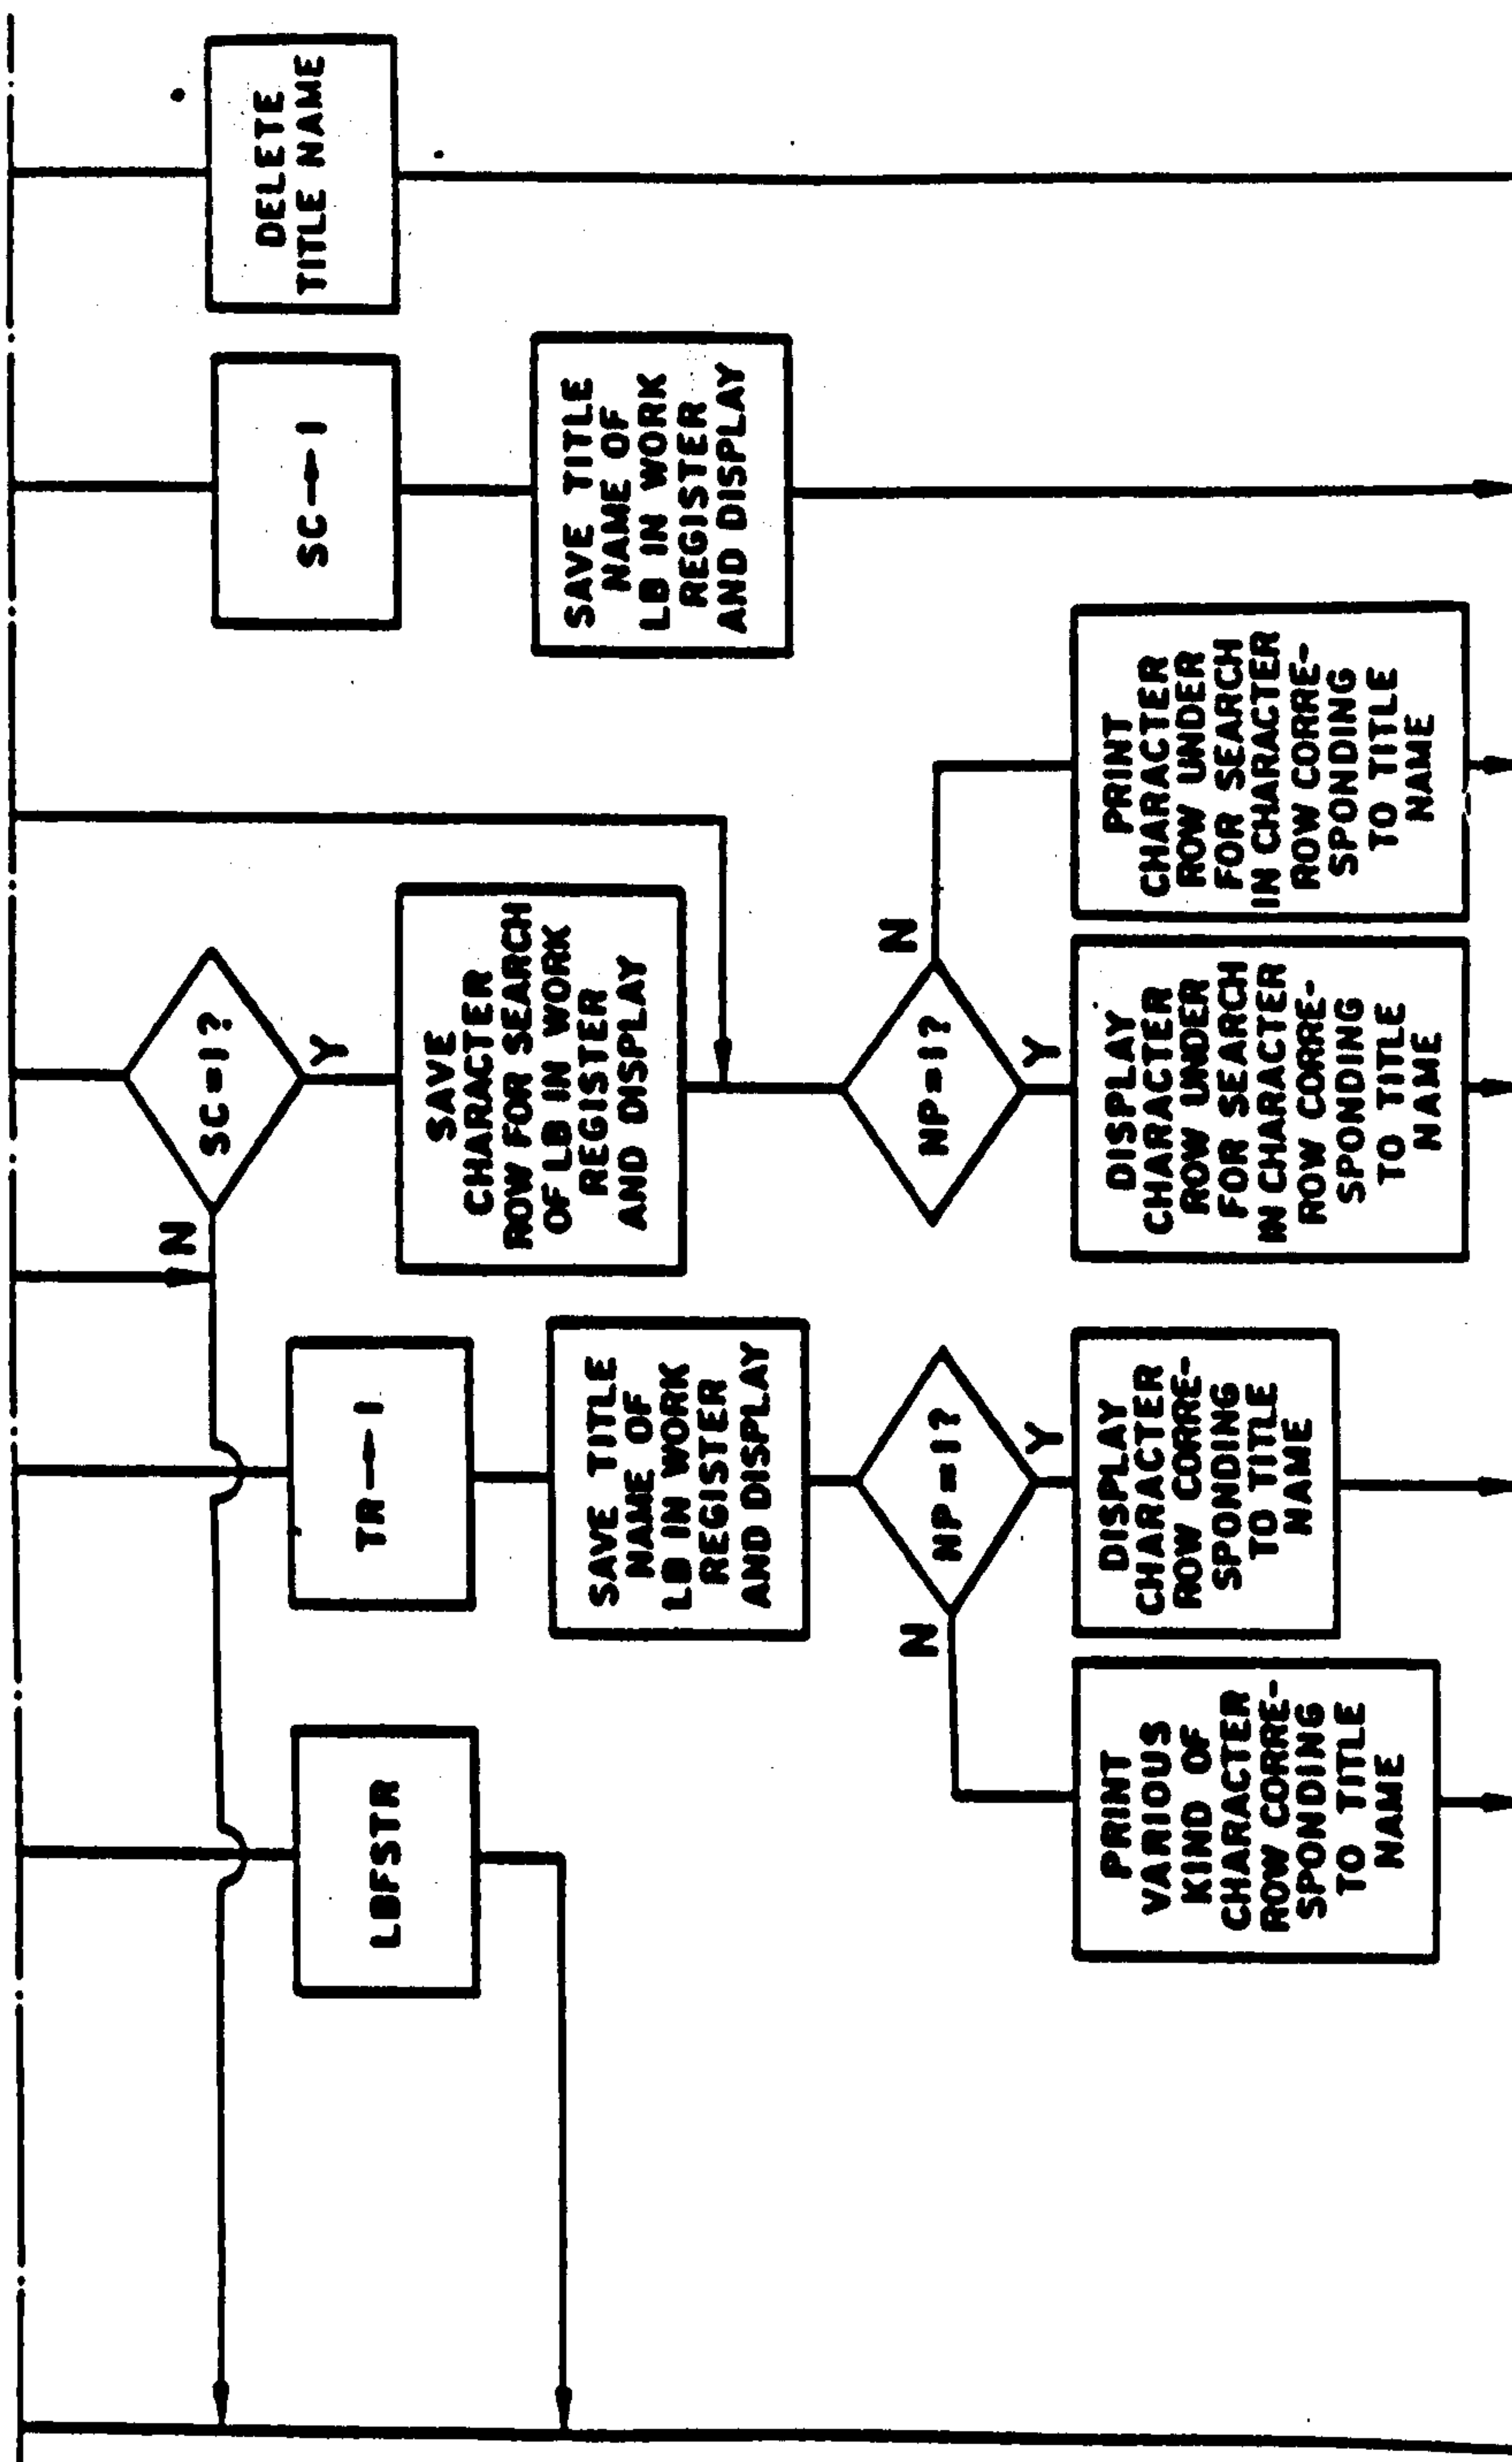 LBFSTR
TR→1
SAVE TITLE
NAME OF
LB IN WORK
REGISTER
AND DISPLAY
NP=1?
N
Y
PRINT
VARIOUS
KIND OF
CHARACTER
ROW CORRE-
SPONDING
TO TITLE
NAME
DISPLAY
CHARACTER
ROW CORRE-
SPONDING
TO TITLE
NAME
SC=1?
N
Y
SAVE
CHARACTER
ROW FOR SEARCH
OF LB IN WORK
REGISTER
AND DISPLAY
NP=1?
N
Y
DISPLAY
CHARACTER
ROW UNDER
FOR SEARCH
IN CHARACTER
ROW CORRE-
SPONDING
TO TITLE
NAME
PRINT
CHARACTER
ROW UNDER
FOR SEARCH
IN CHARACTER
ROW CORRE-
SPONDING
TO TITLE
NAME
SC→1
SAVE TITLE
NAME OF
LB IN WORK
REGISTER
AND DISPLAY
DELETE
TITLE NAME